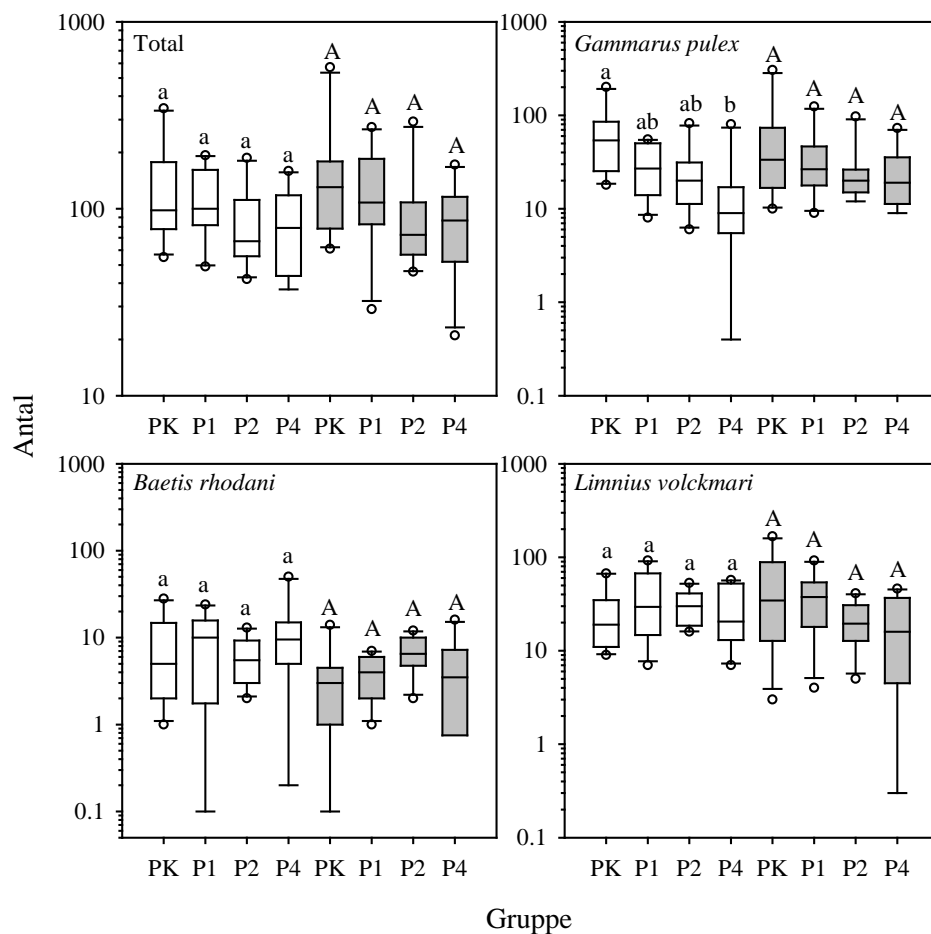 Antal
Total
1000
100
10
a a a a A A A A
PK P1 P2 P4 PK P1 P2 P4
Gammarus pulex
1000
100
10
1
0.1
a ab ab b A A A A
PK P1 P2 P4 PK P1 P2 P4
Baetis rhodani
1000
100
10
1
0.1
a a a a A A A A
PK P1 P2 P4 PK P1 P2 P4
Limnius volckmari
1000
100
10
1
0.1
a a a a A A A A
PK P1 P2 P4 PK P1 P2 P4
Gruppe